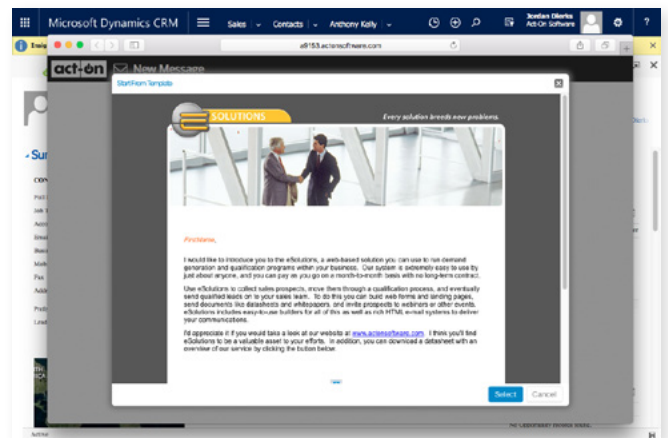 Microsoft Dynamics CRM
Sales
Contacts
Anthony Kelly
Jordan Dierks
Act-On Software
?
a9153.actonsoftware.com
act-on
New Message
Start From Template
SOLUTIONS
Every solution breeds new problems.
Firstname,
I would like to introduce you to the eSolutions, a web-based solution you can use to run demand
generation and qualification programs within your business. Our system is extremely easy to use by
just about anyone, and you can pay as you go on a month-to-month basis with no long-term contract.
Use eSolutions to collect sales prospects, move them through a qualification process, and eventually
send qualified leads on to your sales team. To do this you can build web forms and landing pages,
send documents like datasheets and whitepapers, and invite prospects to webinars or other events.
eSolutions includes easy-to-use builders for all of this as well as rich HTML e-mail systems to deliver
your communications.
I'd appreciate it if you would take a look at our website at www.actonsoftware.com. I think you'll find
eSolutions to be a valuable asset to your efforts. In addition, you can download a datasheet with an
overview of our service by clicking the button below:
Select
Cancel